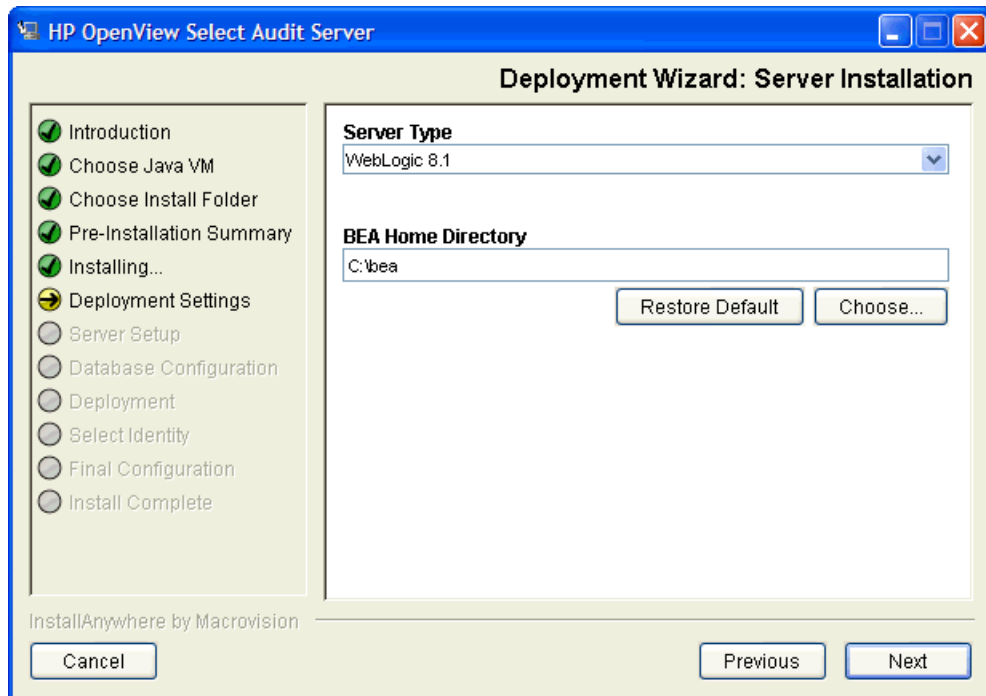 HP OpenView Select Audit Server
Deployment Wizard: Server Installation
Introduction
Choose Java VM
Choose Install Folder
Pre-Installation Summary
Installing...
Deployment Settings
Server Setup
Database Configuration
Deployment
Select Identity
Final Configuration
Install Complete
Server Type
WebLogic 8.1
BEA Home Directory
C:\bea
Restore Default
Choose...
InstallAnywhere by Macrovision
Cancel
Previous
Next